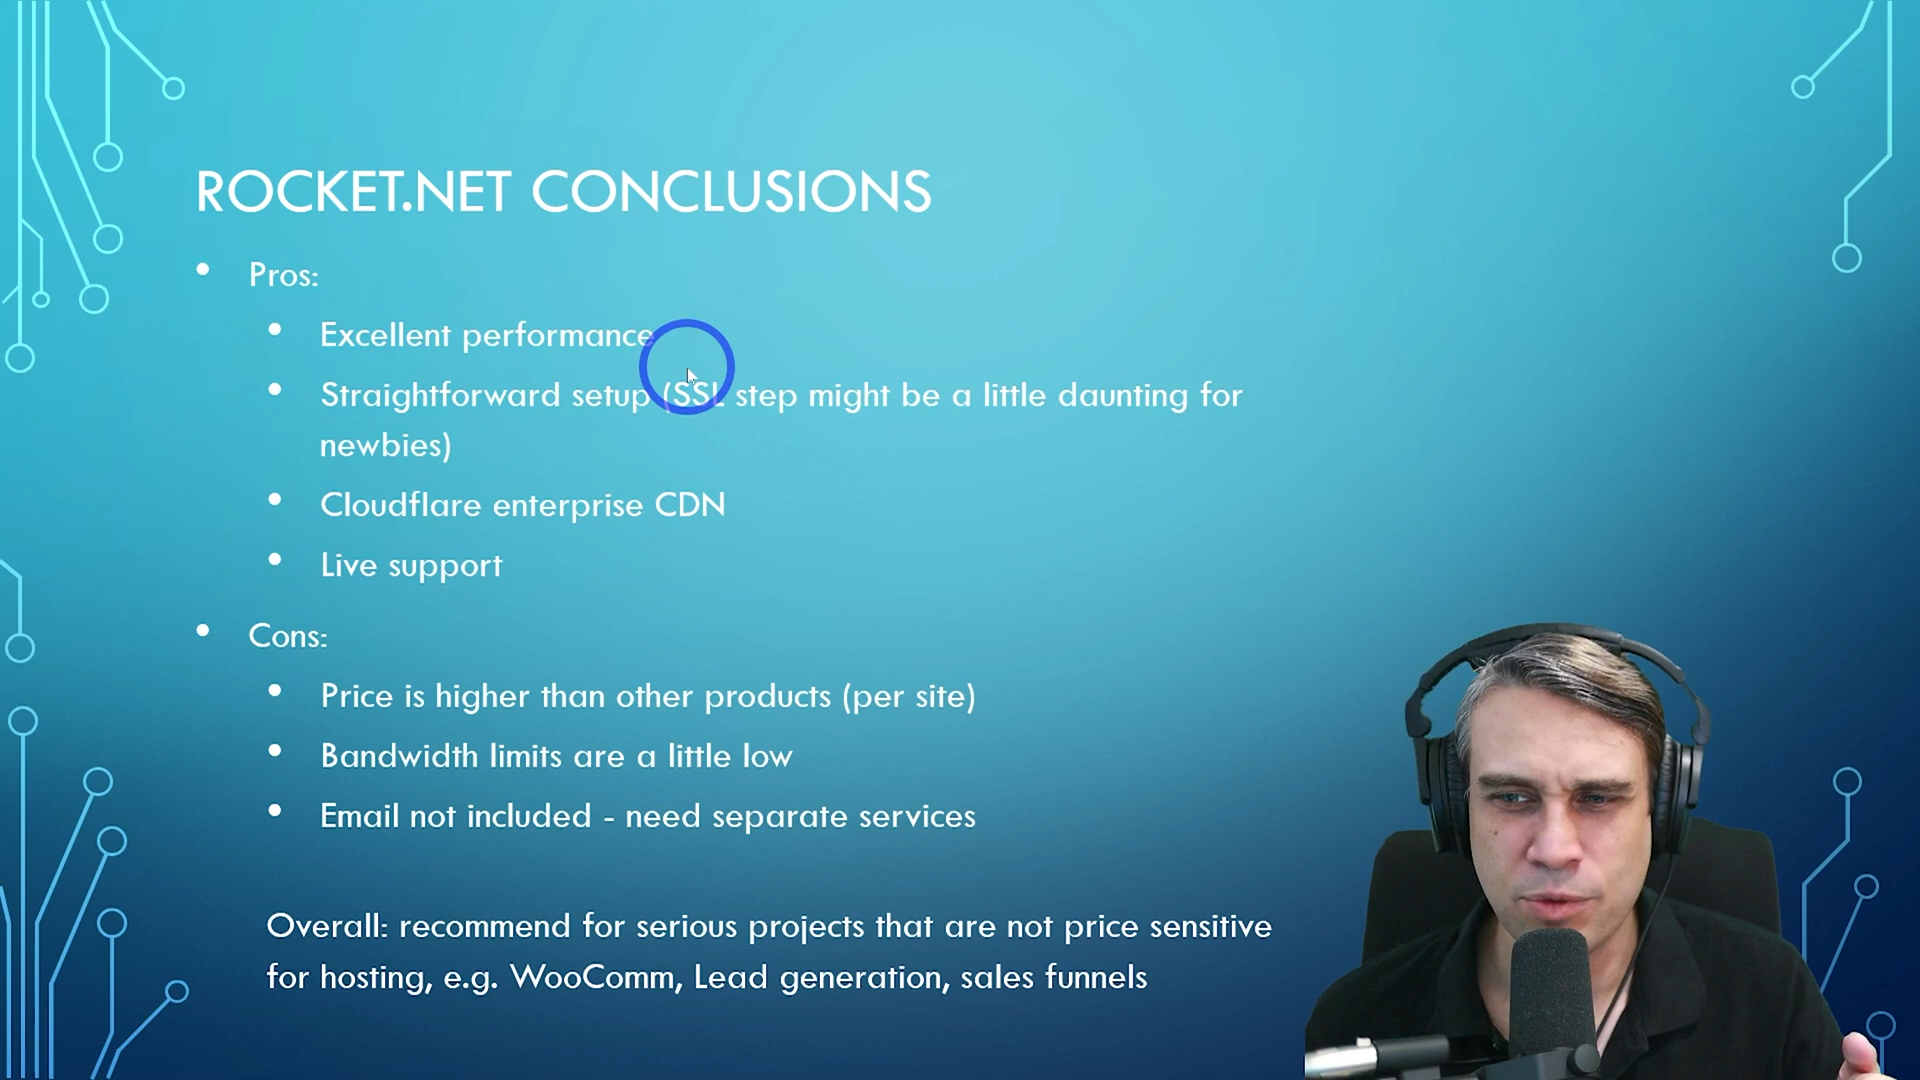 ROCKET.NET CONCLUSIONS
• Pros:
• Excellent performance
• Straightforward setup (SSL step might be a little daunting for
newbies)
• Cloudflare enterprise CDN
• Live support
• Cons:
• Price is higher than other products (per site)
• Bandwidth limits are a little low
• Email not included - need separate services
Overall: recommend for serious projects that are not price sensitive
for hosting, e.g. WooComm, Lead generation, sales funnels